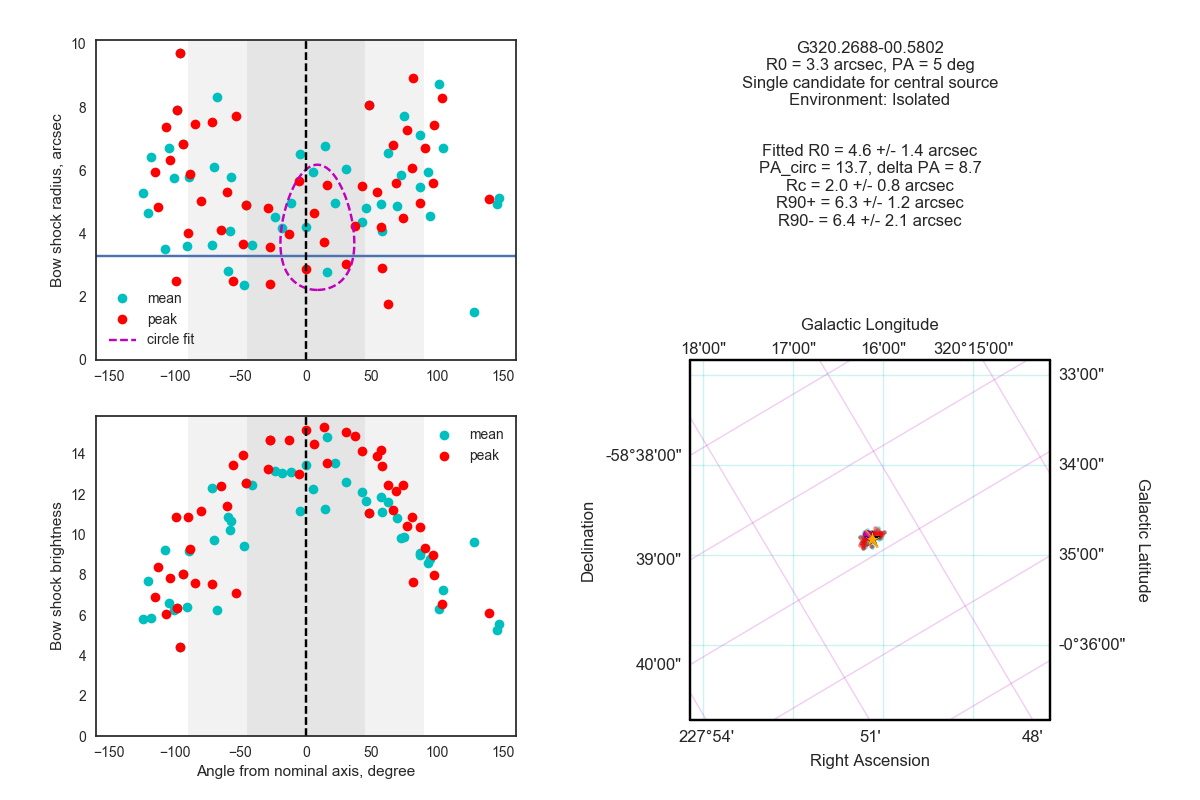 G320.2688-00.5802
R0 = 3.3 arcsec, PA = 5 deg
Single candidate for central source
Environment: Isolated
Fitted R0 = 4.6 +/- 1.4 arcsec
PA_circ = 13.7, delta PA = 8.7
Rc = 2.0 +/- 0.8 arcsec
R90+ = 6.3 +/- 1.2 arcsec
R90- = 6.4 +/- 2.1 arcsec
Bow shock radius, arcsec
10
8
6
4
2
0
mean
peak
circle fit
−150 −100 −50 0 50 100 150
Bow shock brightness
14
12
10
8
6
4
2
0
mean
peak
−150 −100 −50 0 50 100 150
Angle from nominal axis, degree
Galactic Longitude
18'00" 17'00" 16'00" 320°15'00"
Declination
-58°38'00"
39'00"
40'00"
33'00"
34'00"
35'00"
-0°36'00"
Galactic Latitude
227°54' 51' 48'
Right Ascension